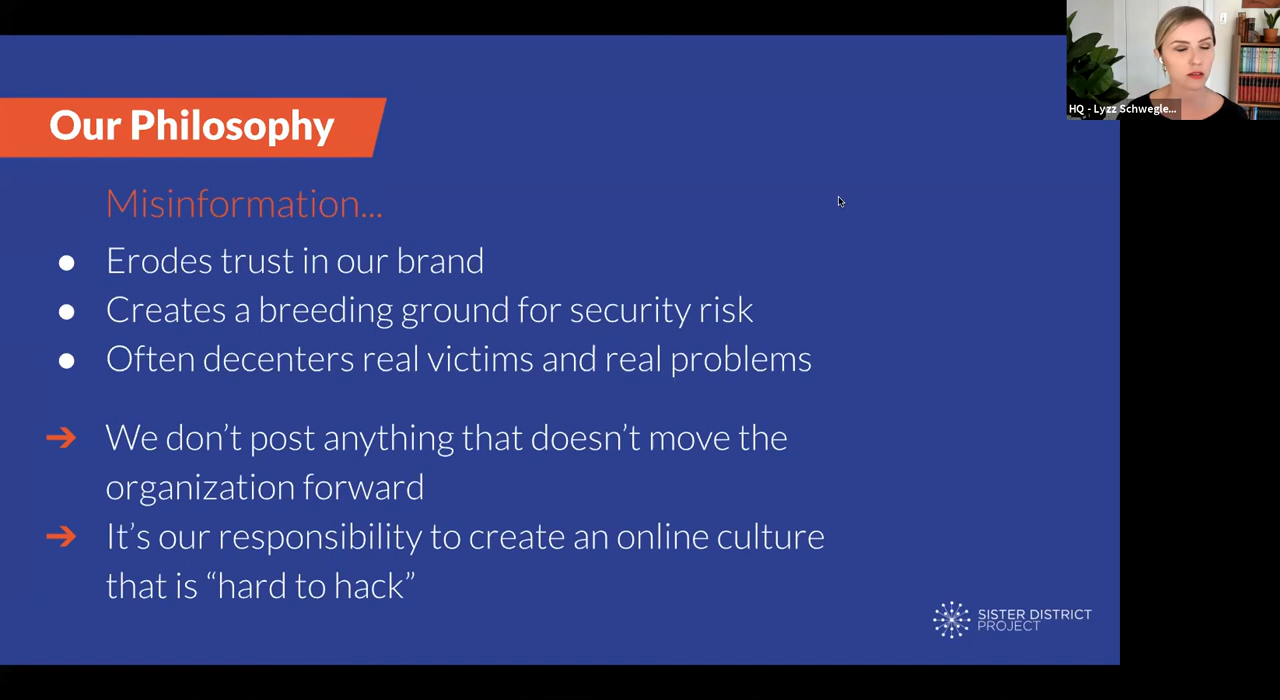 HQ - Lyzz Schwegle...
Our Philosophy
Misinformation...
● Erodes trust in our brand
● Creates a breeding ground for security risk
● Often decenters real victims and real problems
➔ We don’t post anything that doesn’t move the
organization forward
➔ It’s our responsibility to create an online culture
that is “hard to hack”
SISTER DISTRICT
PROJECT